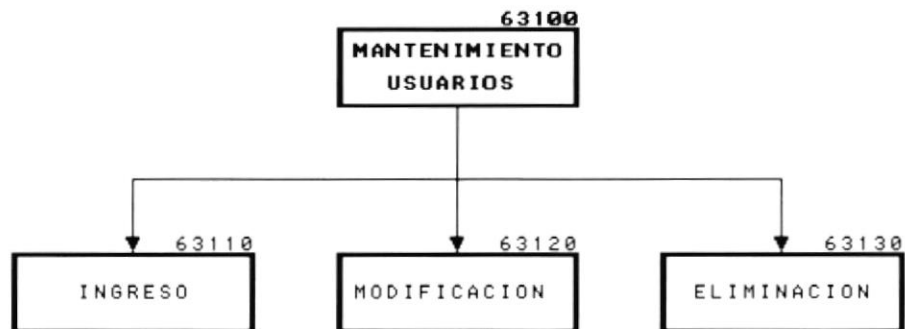 63100
MANTENIMIENTO
USUARIOS
63110
INGRESO
63120
MODIFICACION
63130
ELIMINACION